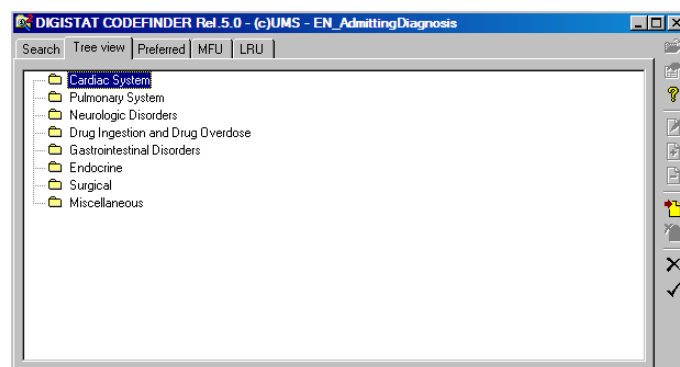 DIGISTAT CODEFINDER Rel.5.0 - (c)UMS - EN_AdmittingDiagnosis
Search Tree view Preferred MFU LRU
Cardiac System
Pulmonary System
Neurologic Disorders
Drug Ingestion and Drug Overdose
Gastrointestinal Disorders
Endocrine
Surgical
Miscellaneous